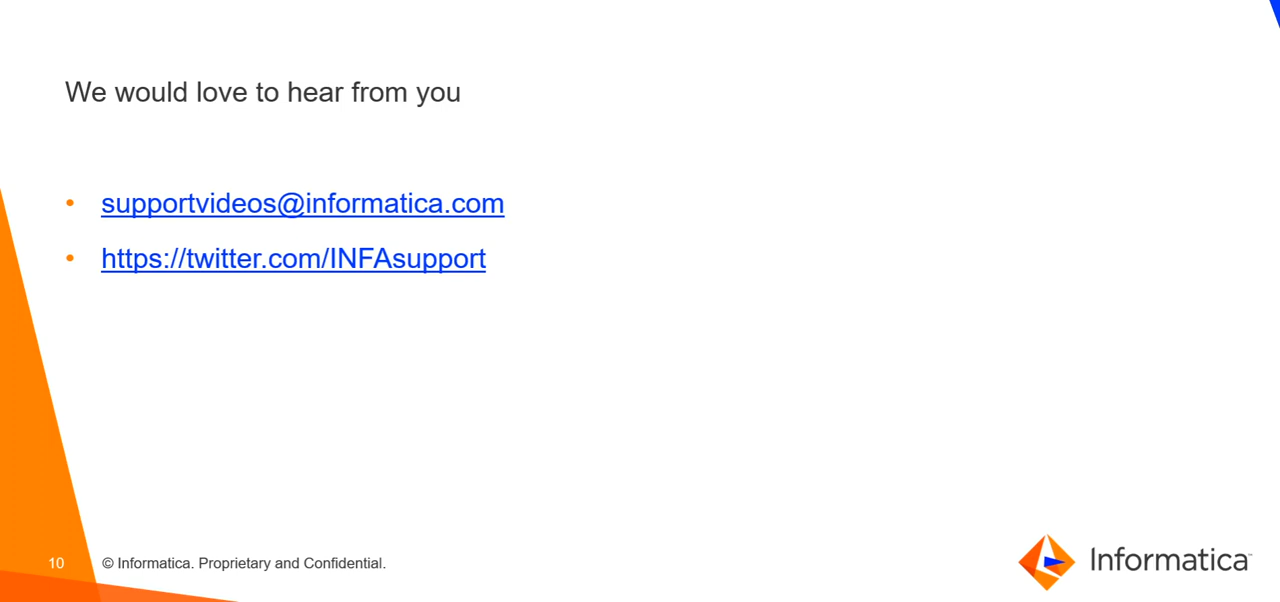 We would love to hear from you
• supportvideos@informatica.com
• https://twitter.com/INFAsupport
10 © Informatica. Proprietary and Confidential.
Informatica™